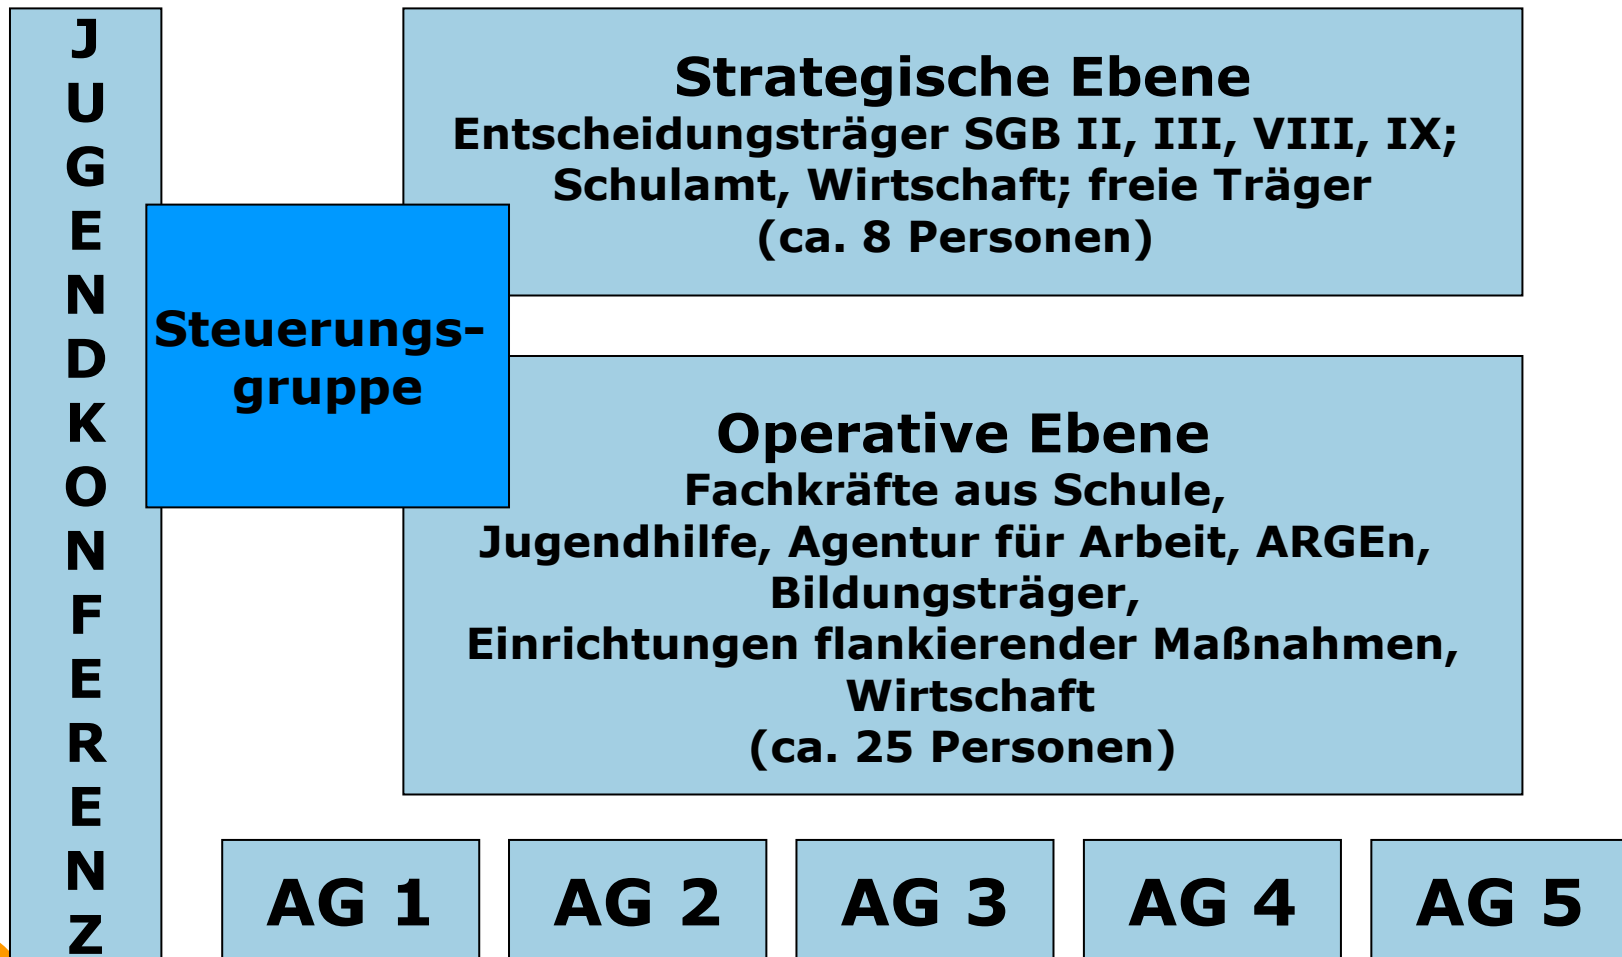 J
U
G
E
N
D
K
O
N
F
E
R
E
N
Z
Strategische Ebene
Entscheidungsträger SGB II, III, VIII, IX;
Schulamt, Wirtschaft; freie Träger
(ca. 8 Personen)
Steuerungs-
gruppe
Operative Ebene
Fachkräfte aus Schule,
Jugendhilfe, Agentur für Arbeit, ARGEn,
Bildungsträger,
Einrichtungen flankierender Maßnahmen,
Wirtschaft
(ca. 25 Personen)
AG 1 AG 2 AG 3 AG 4 AG 5